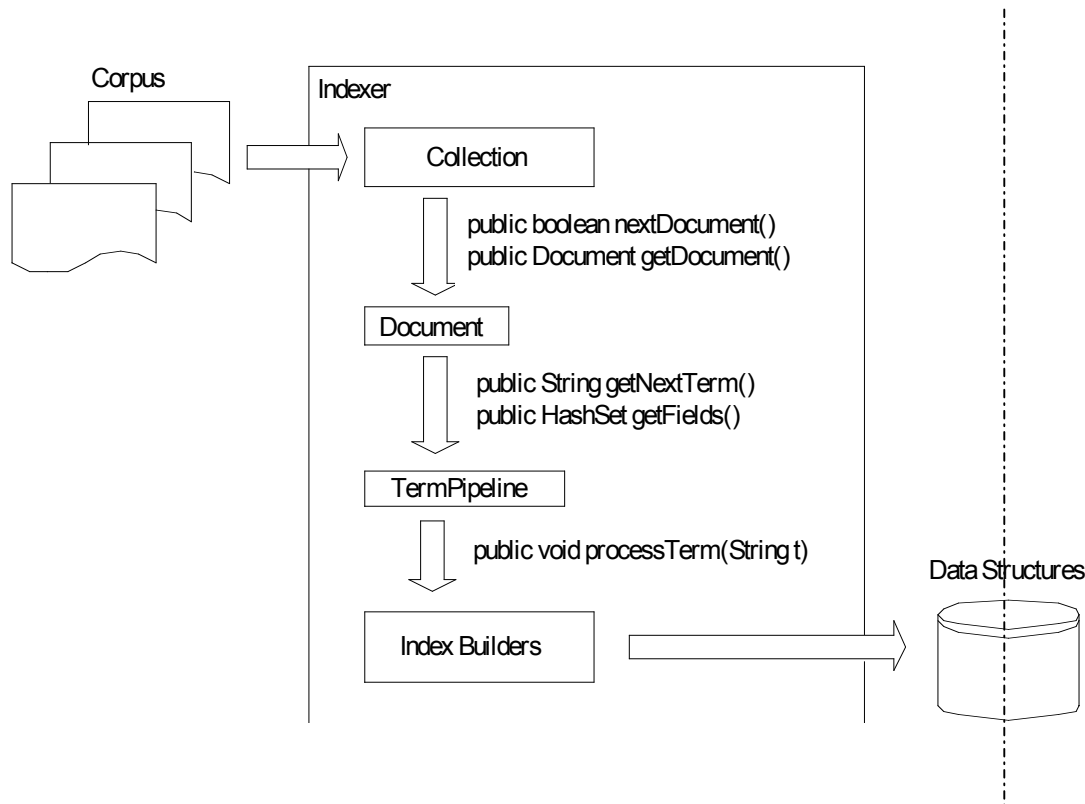 Corpus
Indexer
Collection
public boolean nextDocument()
public Document getDocument()
Document
public String getNextTerm()
public HashSet getFields()
TermPipeline
public void processTerm(String t)
Data Structures
Index Builders